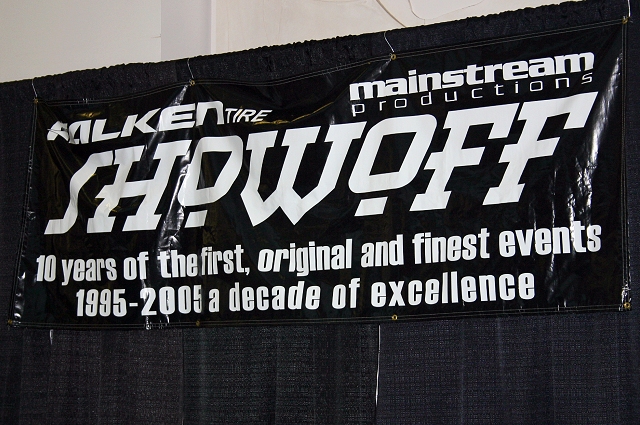 mainstream
productions
FALKEN TIRE
SHOWOFF
10 years of the first, original and finest events
1995-2005 a decade of excellence